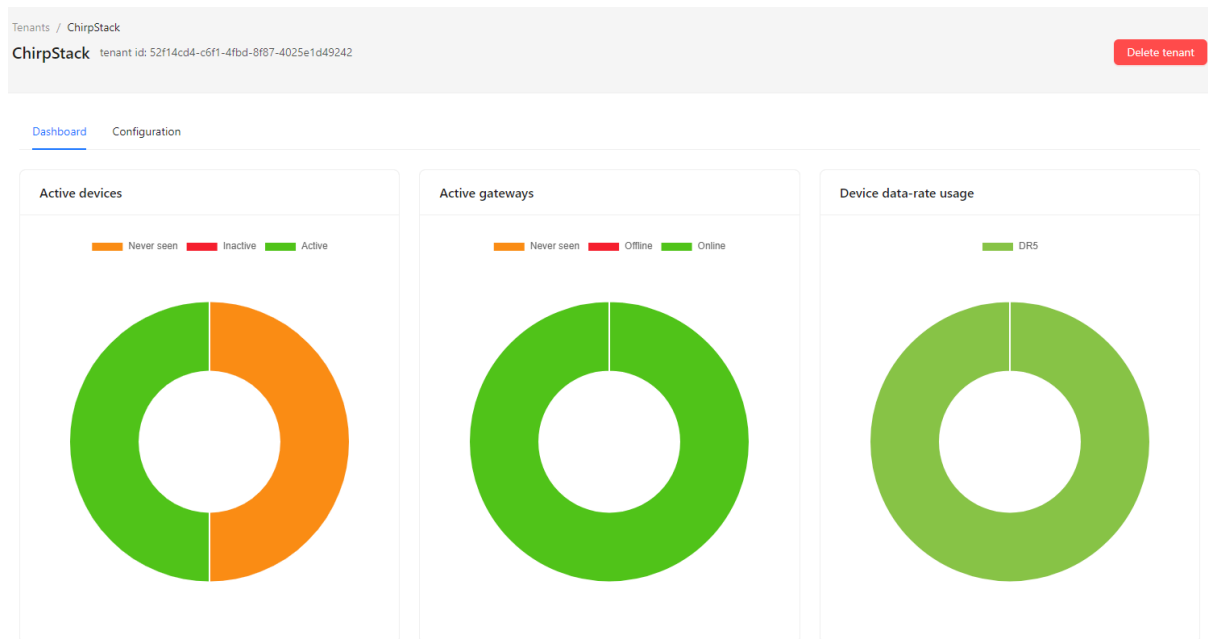 Tenants / ChirpStack
ChirpStack tenant id: 52f14cd4-c6f1-4fbd-8f87-4025e1d49242
Delete tenant
Dashboard Configuration
Active devices
Never seen Inactive Active
Active gateways
Never seen Offline Online
Device data-rate usage
DR5